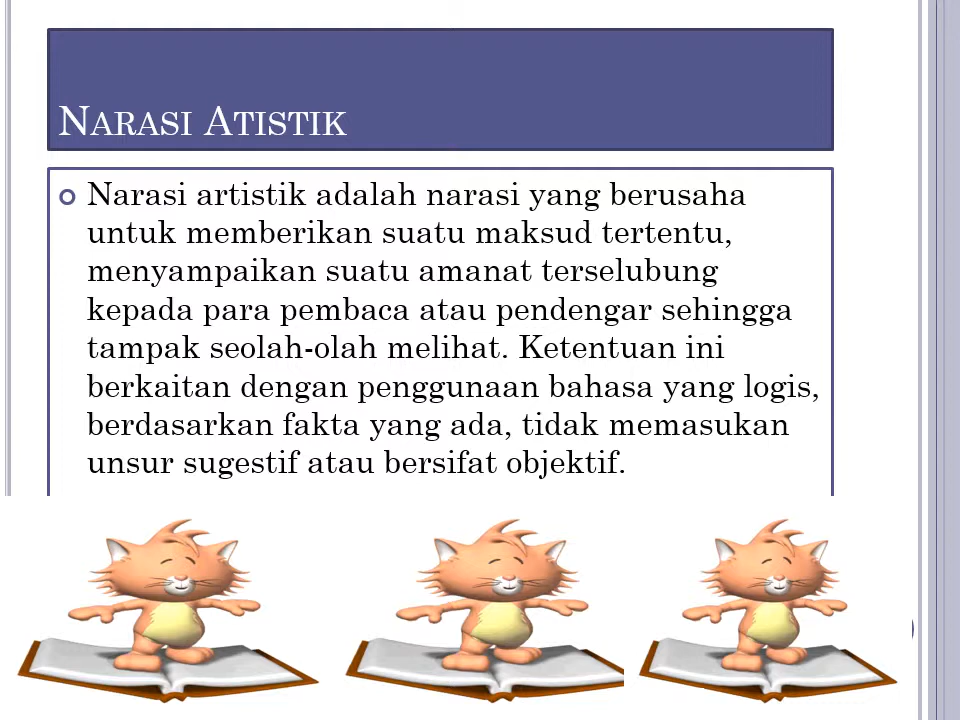 Narasi Atistik
Narasi artistik adalah narasi yang berusaha
untuk memberikan suatu maksud tertentu,
menyampaikan suatu amanat terselubung
kepada para pembaca atau pendengar sehingga
tampak seolah-olah melihat. Ketentuan ini
berkaitan dengan penggunaan bahasa yang logis,
berdasarkan fakta yang ada, tidak memasukan
unsur sugestif atau bersifat objektif.